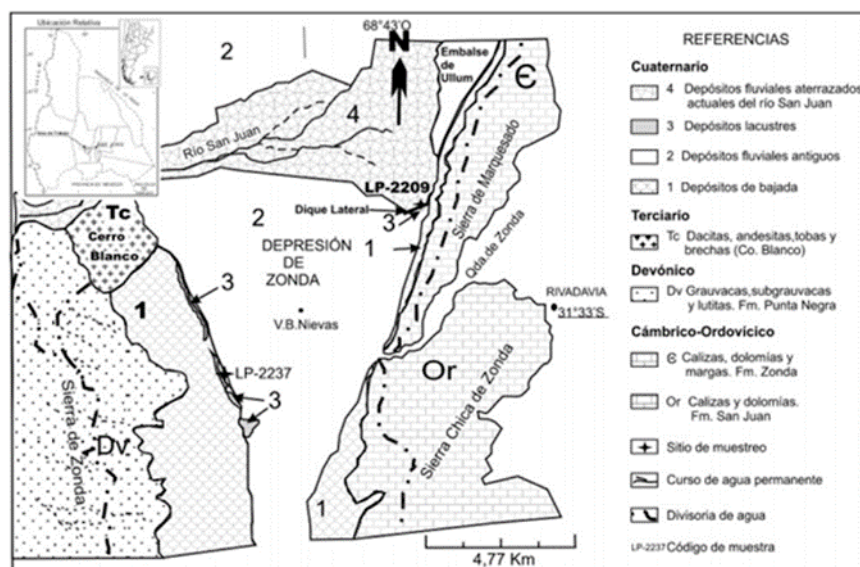 Ubicación Relativa
68°43'O
N
2
Embalse
de
Ullum
Є
4
Río San Juan
LP-2209
Dique Lateral
3
Sierra de Marquesado
Qda. de Zonda
2
1
Tc
Cerro
Blanco
DEPRESIÓN
DE
ZONDA
3
1
V.B.Nievas
RIVADAVIA
31°33'S
LP-2237
3
Or
Sierra Chica de Zonda
Sierra de Zonda
Dv
1
4,77 Km
REFERENCIAS
Cuaternario
4 Depósitos fluviales aterrazados
actuales del río San Juan
3 Depósitos lacustres
2 Depósitos fluviales antiguos
1 Depósitos de bajada
Terciario
Tc Dacitas, andesitas,tobas y
brechas (Co. Blanco)
Devónico
Dv Grauvacas,subgrauvacas
y lutitas. Fm. Punta Negra
Cámbrico-Ordovícico
Є Calizas, dolomías y
margas. Fm. Zonda
Or Calizas y dolomías.
Fm. San Juan
Sitio de muestreo
Curso de agua permanente
Divisoria de agua
LP-2237 Código de muestra